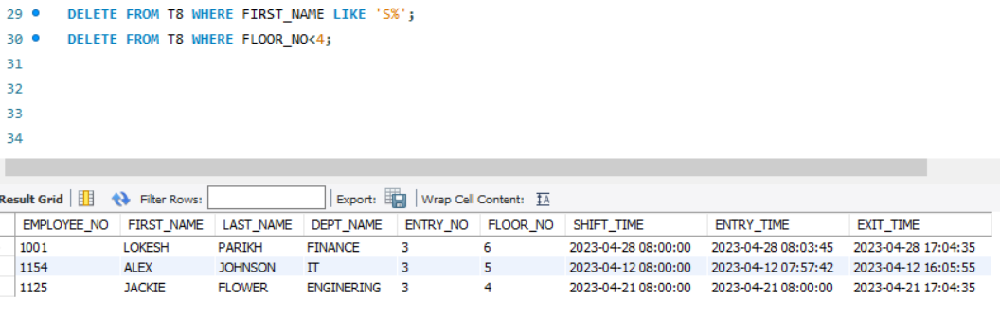 29 DELETE FROM T8 WHERE FIRST_NAME LIKE 'S%';
30 DELETE FROM T8 WHERE FLOOR_NO<4;
31
32
33
34
Result Grid Filter Rows: Export: Wrap Cell Content: IA
EMPLOYEE_NO FIRST_NAME LAST_NAME DEPT_NAME ENTRY_NO FLOOR_NO SHIFT_TIME ENTRY_TIME EXIT_TIME
1001 LOKESH PARIKH FINANCE 3 6 2023-04-28 08:00:00 2023-04-28 08:03:45 2023-04-28 17:04:35
1154 ALEX JOHNSON IT 3 5 2023-04-12 08:00:00 2023-04-12 07:57:42 2023-04-12 16:05:55
1125 JACKIE FLOWER ENGINERING 3 4 2023-04-21 08:00:00 2023-04-21 08:00:00 2023-04-21 17:04:35